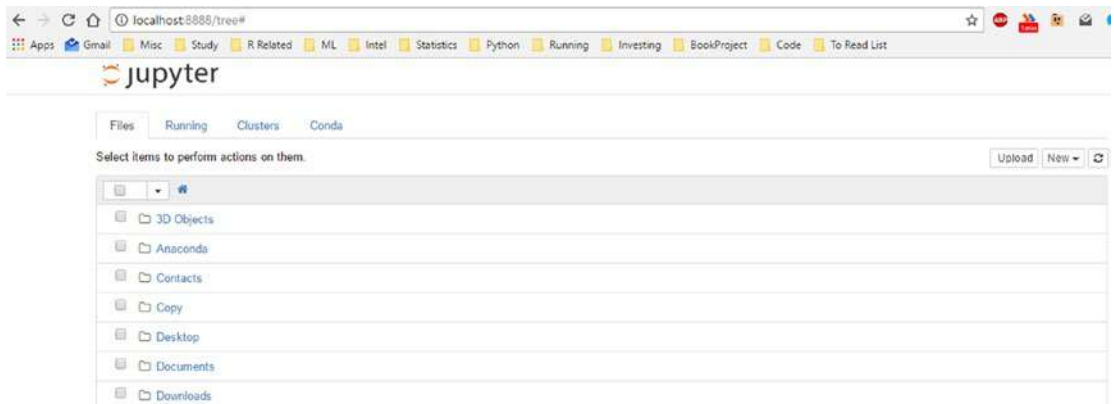 localhost:8888/tree#
Apps Gmail Misc Study R Related ML Intel Statistics Python Running Investing BookProject Code To Read List
jupyter
Files Running Clusters Conda
Select items to perform actions on them. Upload New
3D Objects
Anaconda
Contacts
Copy
Desktop
Documents
Downloads